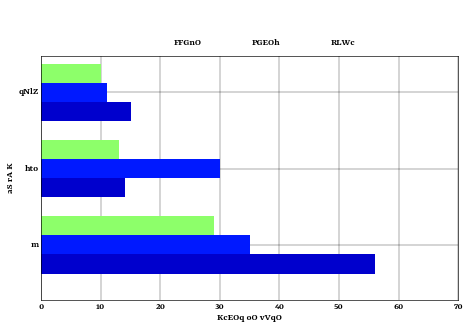 FFGnO PGEOh RLWc
qNlZ
hto
m
aS rA K
0 10 20 30 40 50 60 70
KcEOq oO vVqO